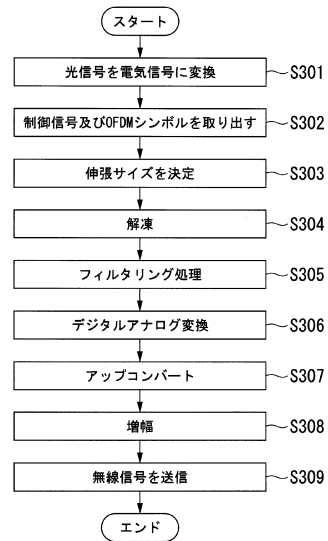 スタート
光信号を電気信号に変換 S301
制御信号及びOFDMシンボルを取り出す S302
伸張サイズを決定 S303
解凍 S304
フィルタリング処理 S305
デジタルアナログ変換 S306
アップコンバート S307
増幅 S308
無線信号を送信 S309
エンド